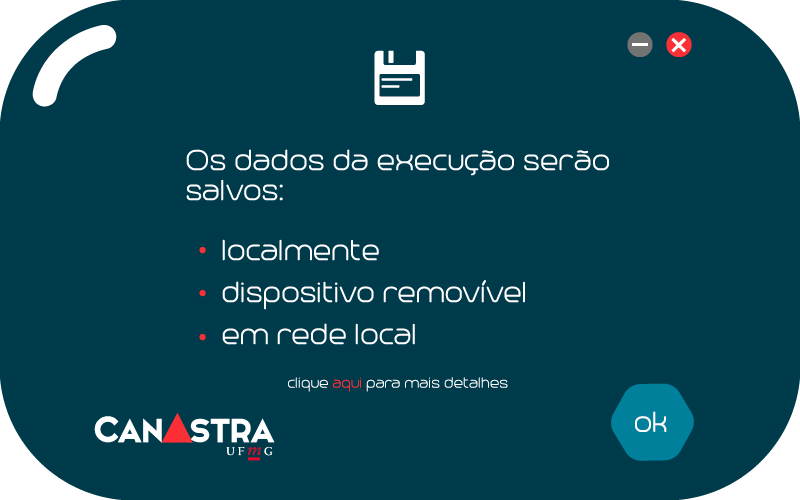 Os dados da execução serão
salvos:
• localmente
• dispositivo removível
• em rede local
clique aqui para mais detalhes
ok
CANASTRA
UFmG